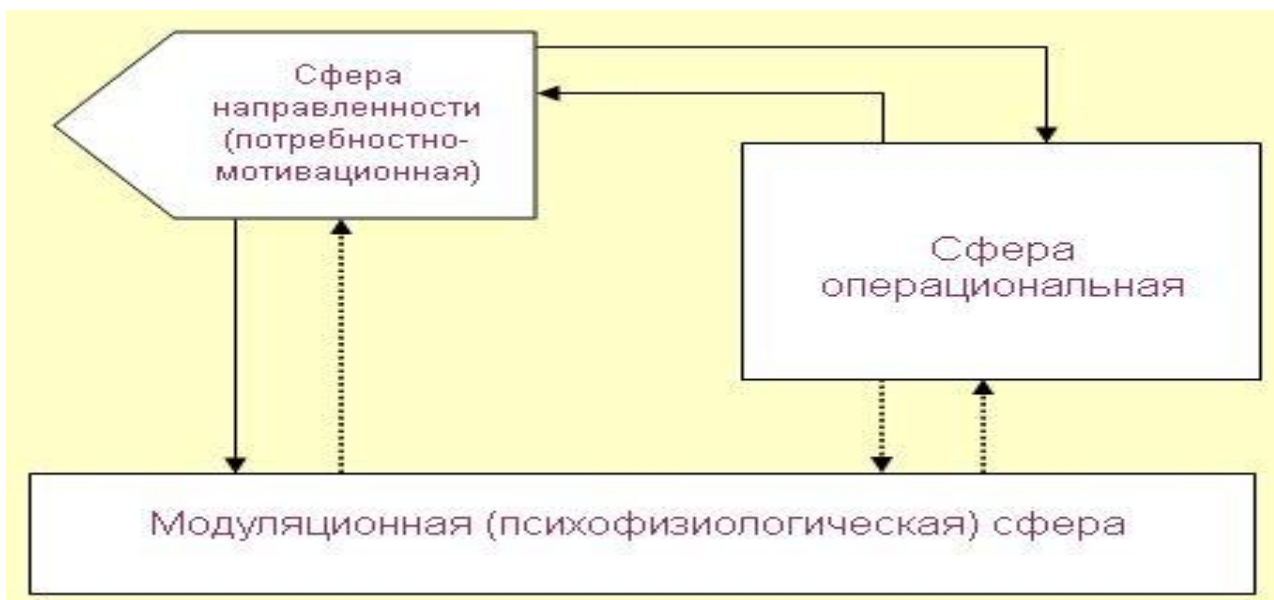 Сфера
направленности
(потребностно-
мотивационная)
Сфера
операциональная
Модуляционная (психофизиологическая) сфера